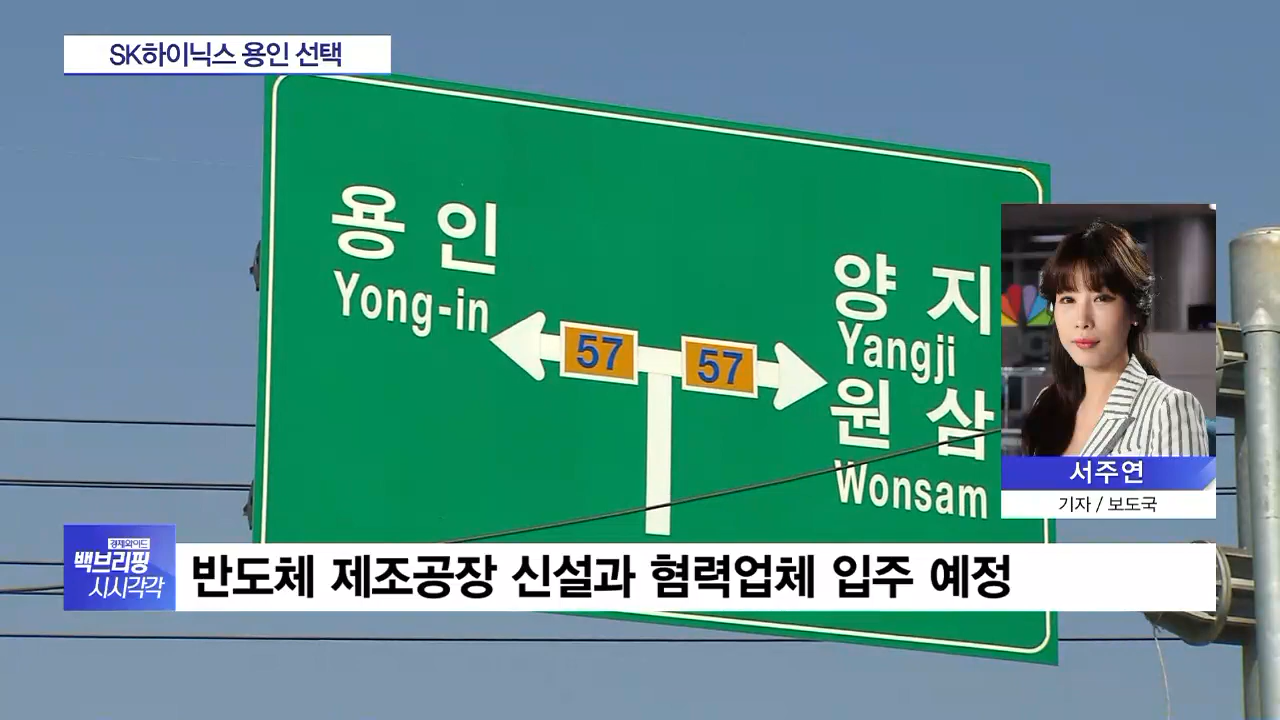 SK하이닉스 용인 선택
용인
Yong-in
57
57
양지
Yangji
원삼
Wonsam
서주연
기자 / 보도국
경제와이드
백브리핑
시시각각
반도체 제조공장 신설과 협력업체 입주 예정